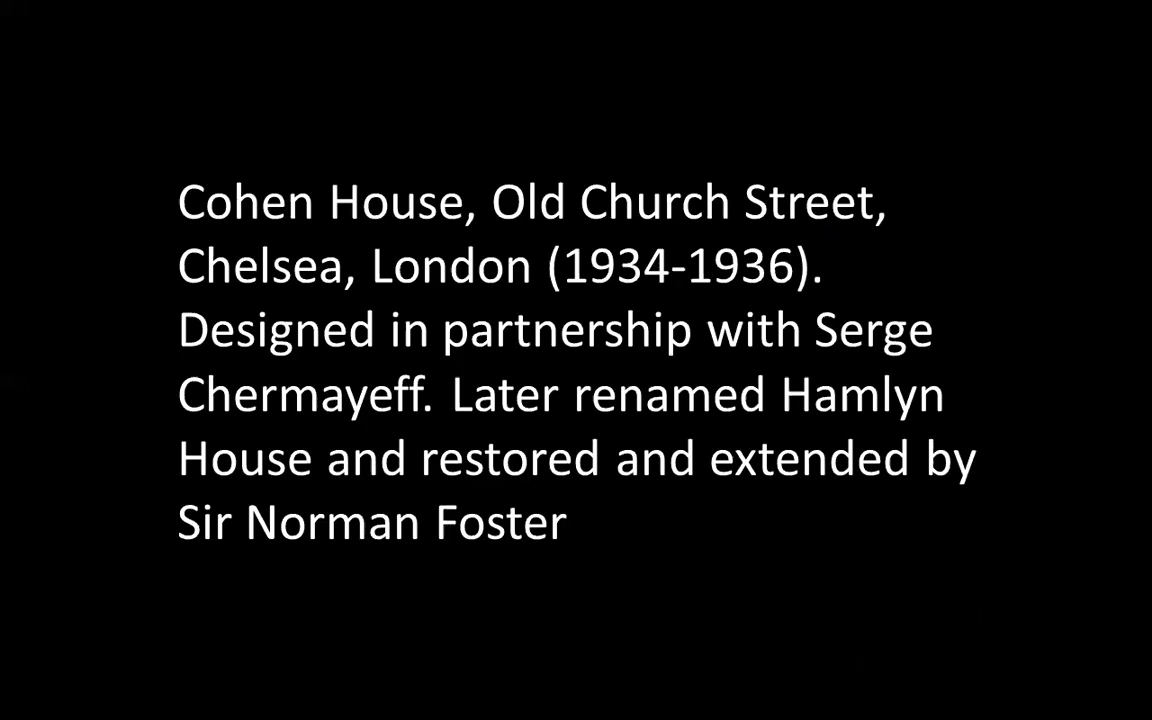 Cohen House, Old Church Street,
Chelsea, London (1934-1936).
Designed in partnership with Serge
Chermayeff. Later renamed Hamlyn
House and restored and extended by
Sir Norman Foster